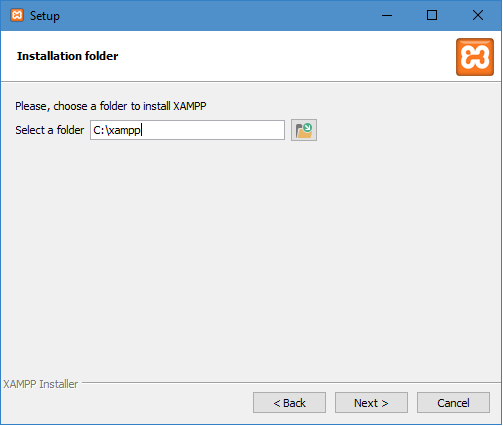 Setup
Installation folder
Please, choose a folder to install XAMPP
Select a folder C:\xampp
XAMPP Installer
< Back Next > Cancel